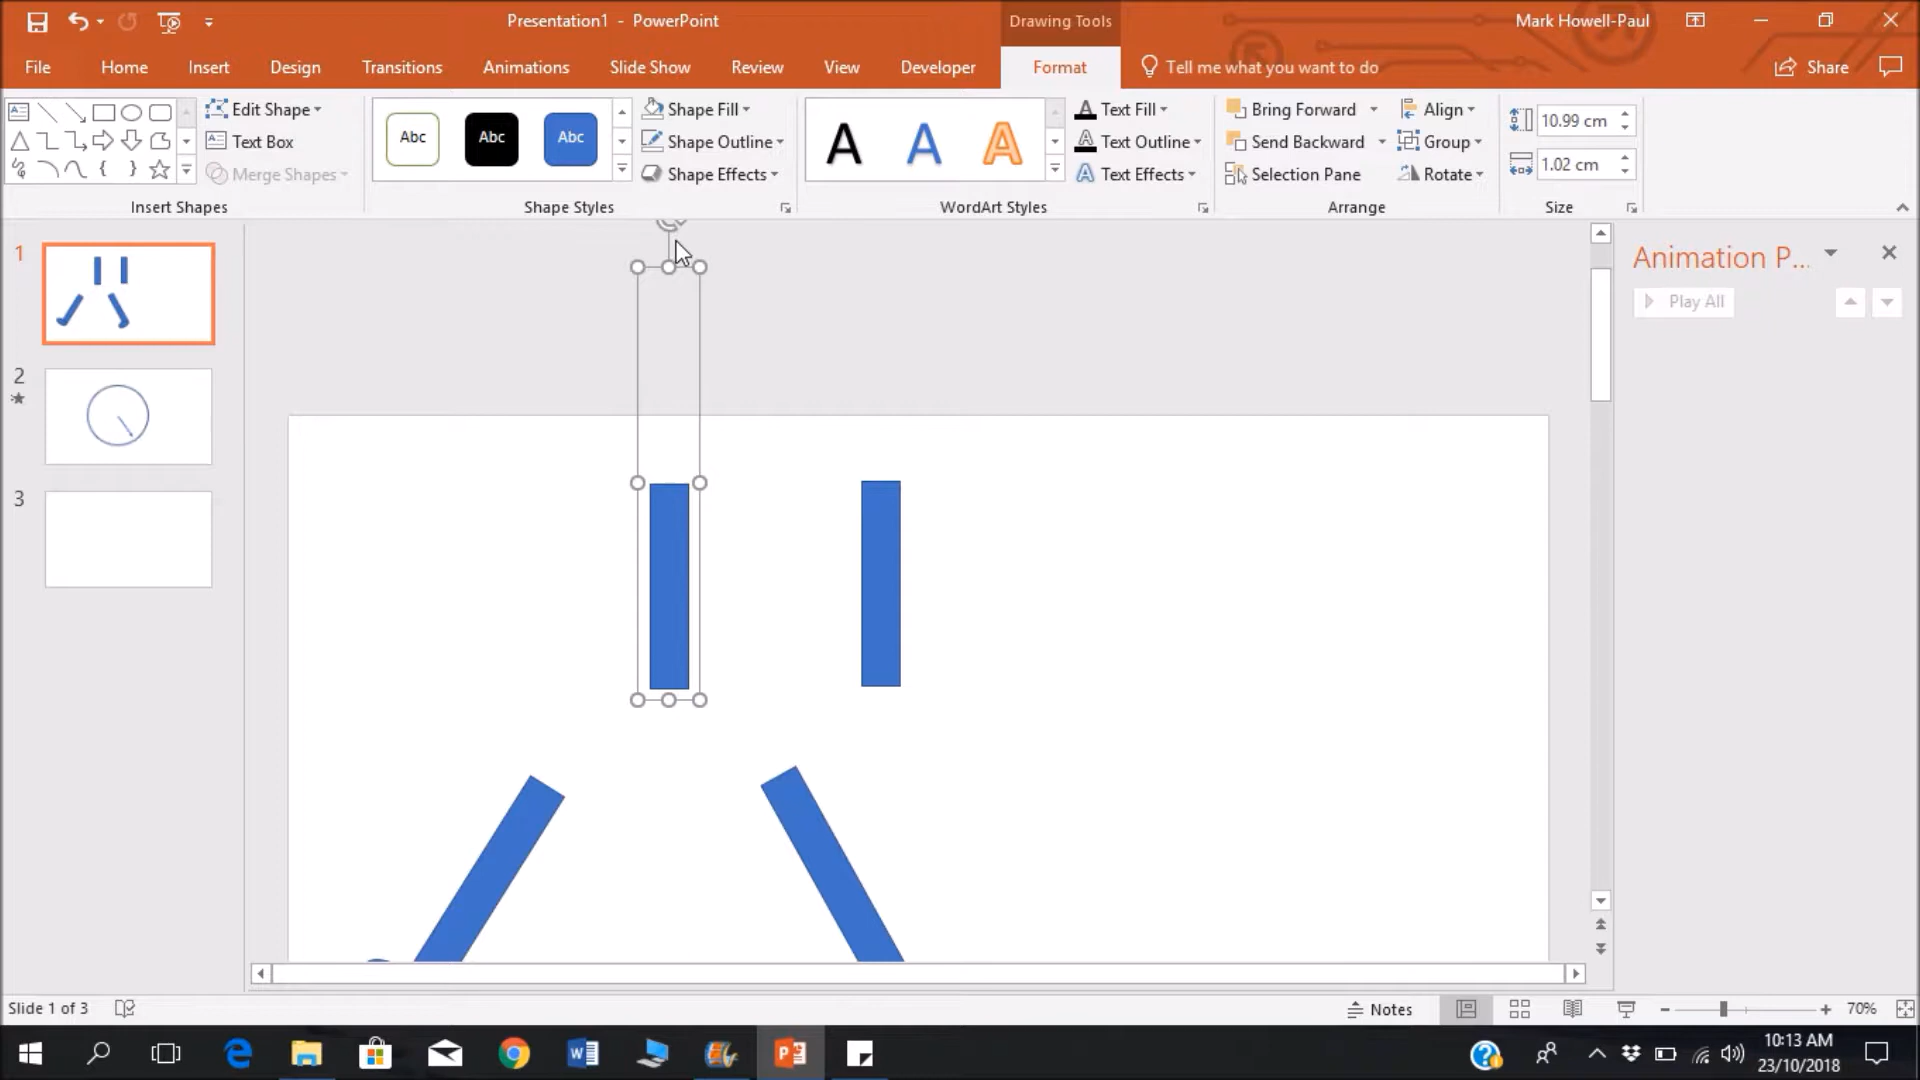 Presentation1 - PowerPoint
Drawing Tools
Mark Howell-Paul
File Home Insert Design Transitions Animations Slide Show Review View Developer Format Tell me what you want to do Share
Edit Shape
Text Box
Merge Shapes
Insert Shapes
Abc Abc Abc
Shape Fill
Shape Outline
Shape Effects
Shape Styles
A A A
Text Fill
Text Outline
Text Effects
WordArt Styles
Bring Forward
Send Backward
Selection Pane
Align
Group
Rotate
Arrange
10.99 cm
1.02 cm
Size
1
2
3
Animation P...
Play All
Slide 1 of 3
Notes
70%
10:13 AM
23/10/2018